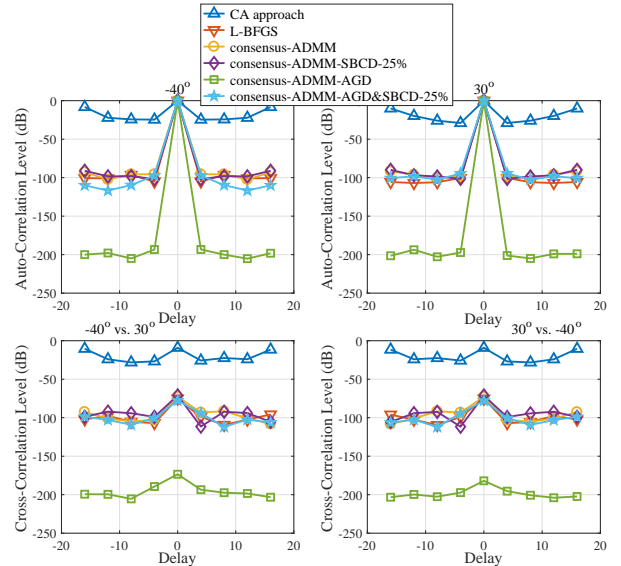 CA approach
L-BFGS
consensus-ADMM
consensus-ADMM-SBCD-25%
consensus-ADMM-AGD
consensus-ADMM-AGD&SBCD-25%
-40°
Auto-Correlation Level (dB)
0
-50
-100
-150
-200
-250
-20 -10 0 10 20
Delay
30°
Auto-Correlation Level (dB)
0
-50
-100
-150
-200
-250
-20 -10 0 10 20
Delay
-40° vs. 30°
Cross-Correlation Level (dB)
0
-50
-100
-150
-200
-250
-20 -10 0 10 20
Delay
30° vs. -40°
Cross-Correlation Level (dB)
0
-50
-100
-150
-200
-250
-20 -10 0 10 20
Delay